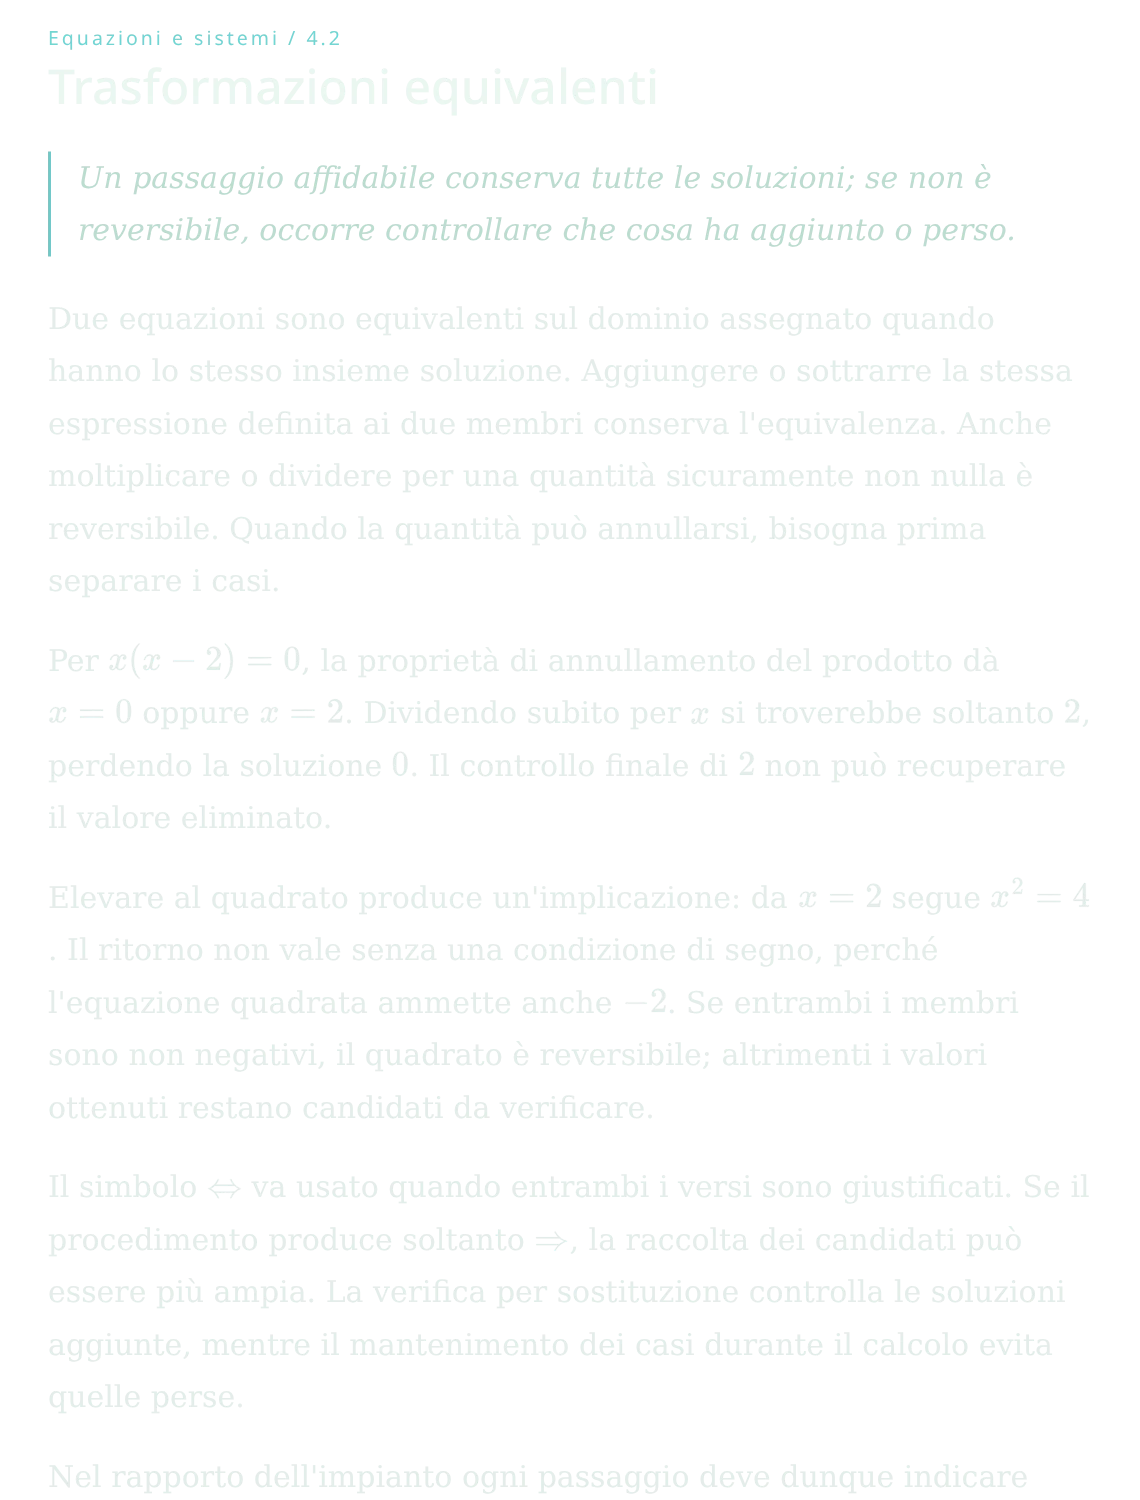 Equazioni e sistemi / 4.2
Trasformazioni equivalenti
Un passaggio affidabile conserva tutte le soluzioni; se non è
reversibile, occorre controllare che cosa ha aggiunto o perso.
Due equazioni sono equivalenti sul dominio assegnato quando
hanno lo stesso insieme soluzione. Aggiungere o sottrarre la stessa
espressione definita ai due membri conserva l'equivalenza. Anche
moltiplicare o dividere per una quantità sicuramente non nulla è
reversibile. Quando la quantità può annullarsi, bisogna prima
separare i casi.
Per x(x − 2) = 0, la proprietà di annullamento del prodotto dà
x = 0 oppure x = 2. Dividendo subito per x si troverebbe soltanto 2,
perdendo la soluzione 0. Il controllo finale di 2 non può recuperare
il valore eliminato.
Elevare al quadrato produce un'implicazione: da x = 2 segue x² = 4
. Il ritorno non vale senza una condizione di segno, perché
l'equazione quadrata ammette anche −2. Se entrambi i membri
sono non negativi, il quadrato è reversibile; altrimenti i valori
ottenuti restano candidati da verificare.
Il simbolo ⇔ va usato quando entrambi i versi sono giustificati. Se il
procedimento produce soltanto ⇒, la raccolta dei candidati può
essere più ampia. La verifica per sostituzione controlla le soluzioni
aggiunte, mentre il mantenimento dei casi durante il calcolo evita
quelle perse.
Nel rapporto dell'impianto ogni passaggio deve dunque indicare